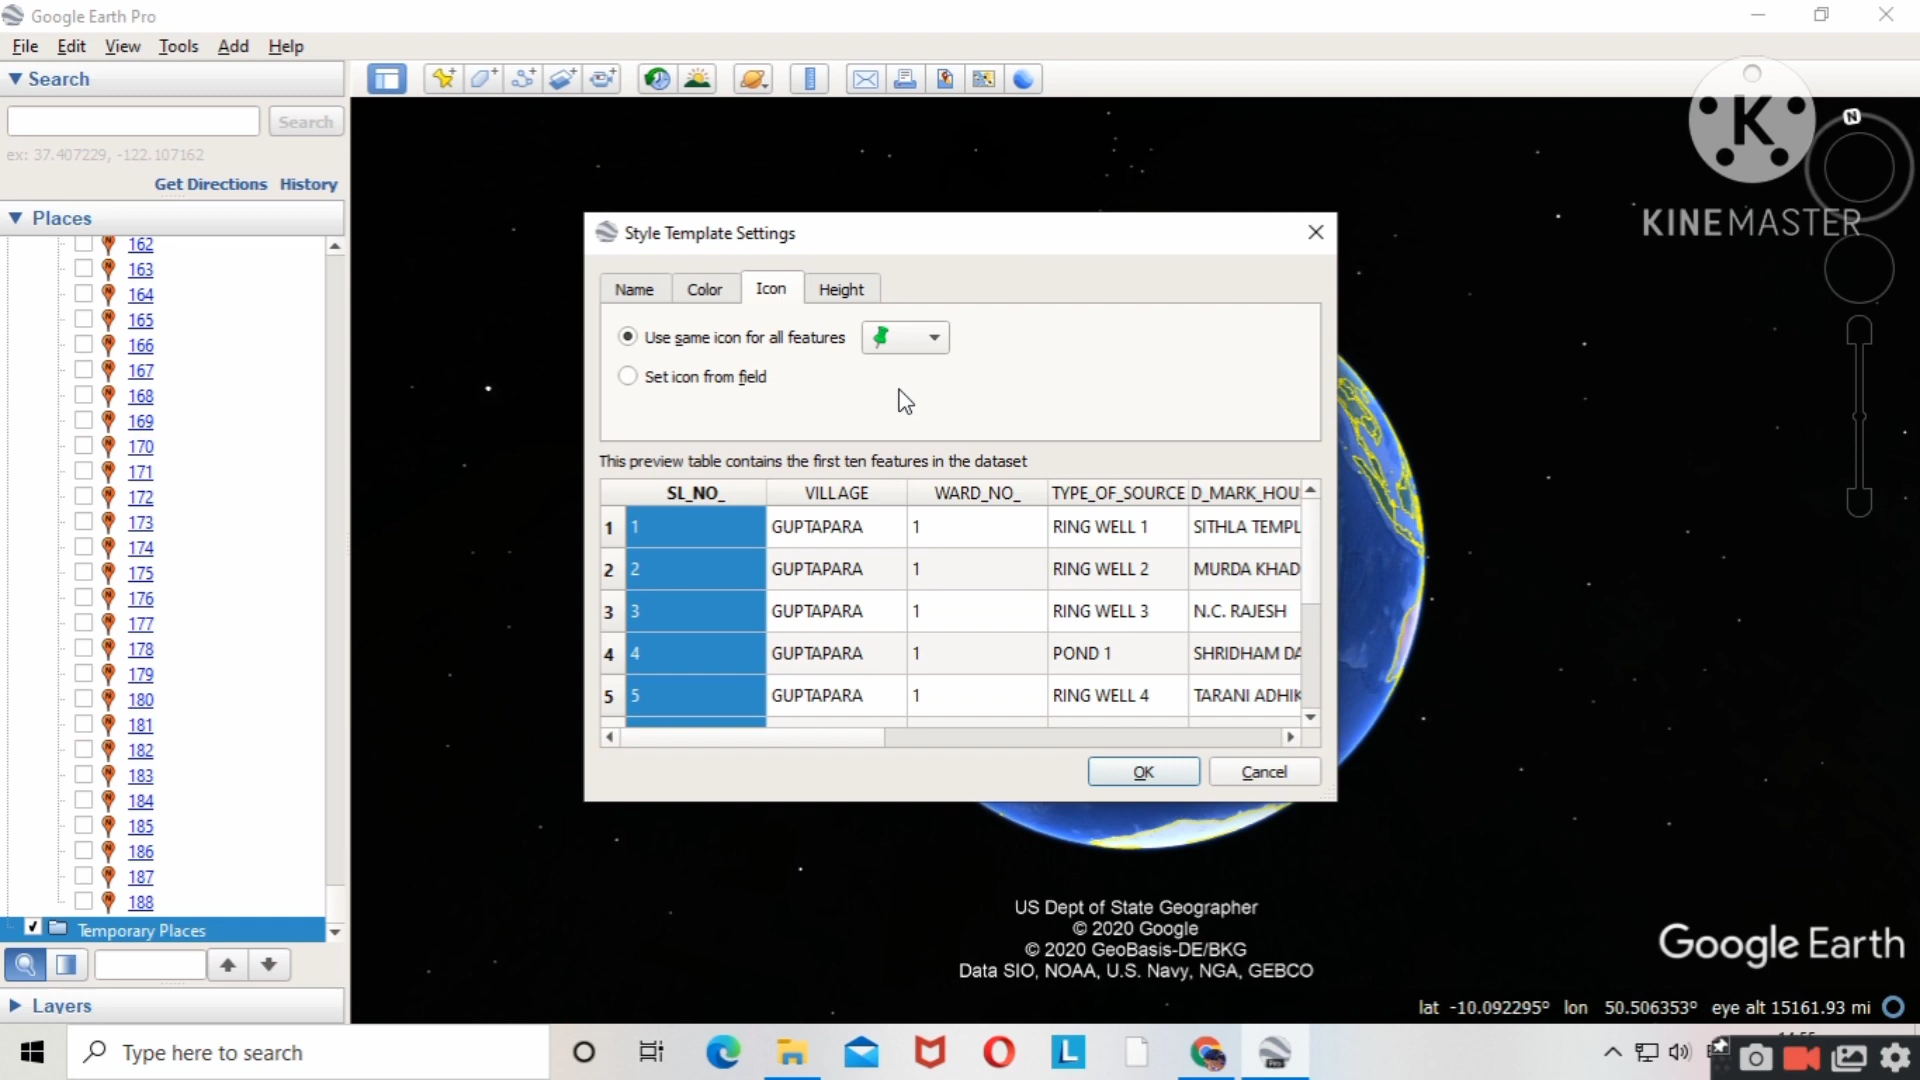 Google Earth Pro
File Edit View Tools Add Help
Search
Search
ex: 37.407229, -122.107162
Get Directions History
Places
162
163
164
165
166
167
168
169
170
171
172
173
174
175
176
177
178
179
180
181
182
183
184
185
186
187
188
Temporary Places
Layers
N
K
KINEMASTER
Style Template Settings
Name Color Icon Height
Use same icon for all features
Set icon from field
This preview table contains the first ten features in the dataset
SL_NO_ VILLAGE WARD_NO_ TYPE_OF_SOURCE D_MARK_HOU
1 1 GUPTAPARA 1 RING WELL 1 SITHLA TEMPL
2 2 GUPTAPARA 1 RING WELL 2 MURDA KHAD
3 3 GUPTAPARA 1 RING WELL 3 N.C. RAJESH
4 4 GUPTAPARA 1 POND 1 SHRIDHAM DA
5 5 GUPTAPARA 1 RING WELL 4 TARANI ADHIK
OK Cancel
US Dept of State Geographer
© 2020 Google
© 2020 GeoBasis-DE/BKG
Data SIO, NOAA, U.S. Navy, NGA, GEBCO
Google Earth
lat -10.092295° lon 50.506353° eye alt 15161.93 mi
Type here to search